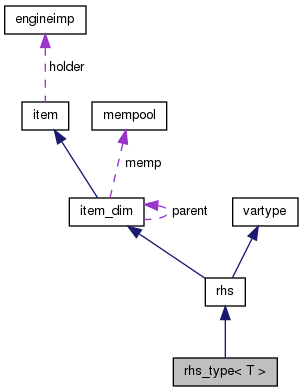 engineimp
holder
item
mempool
memp
item_dim
parent
vartype
rhs
rhs_type< T >